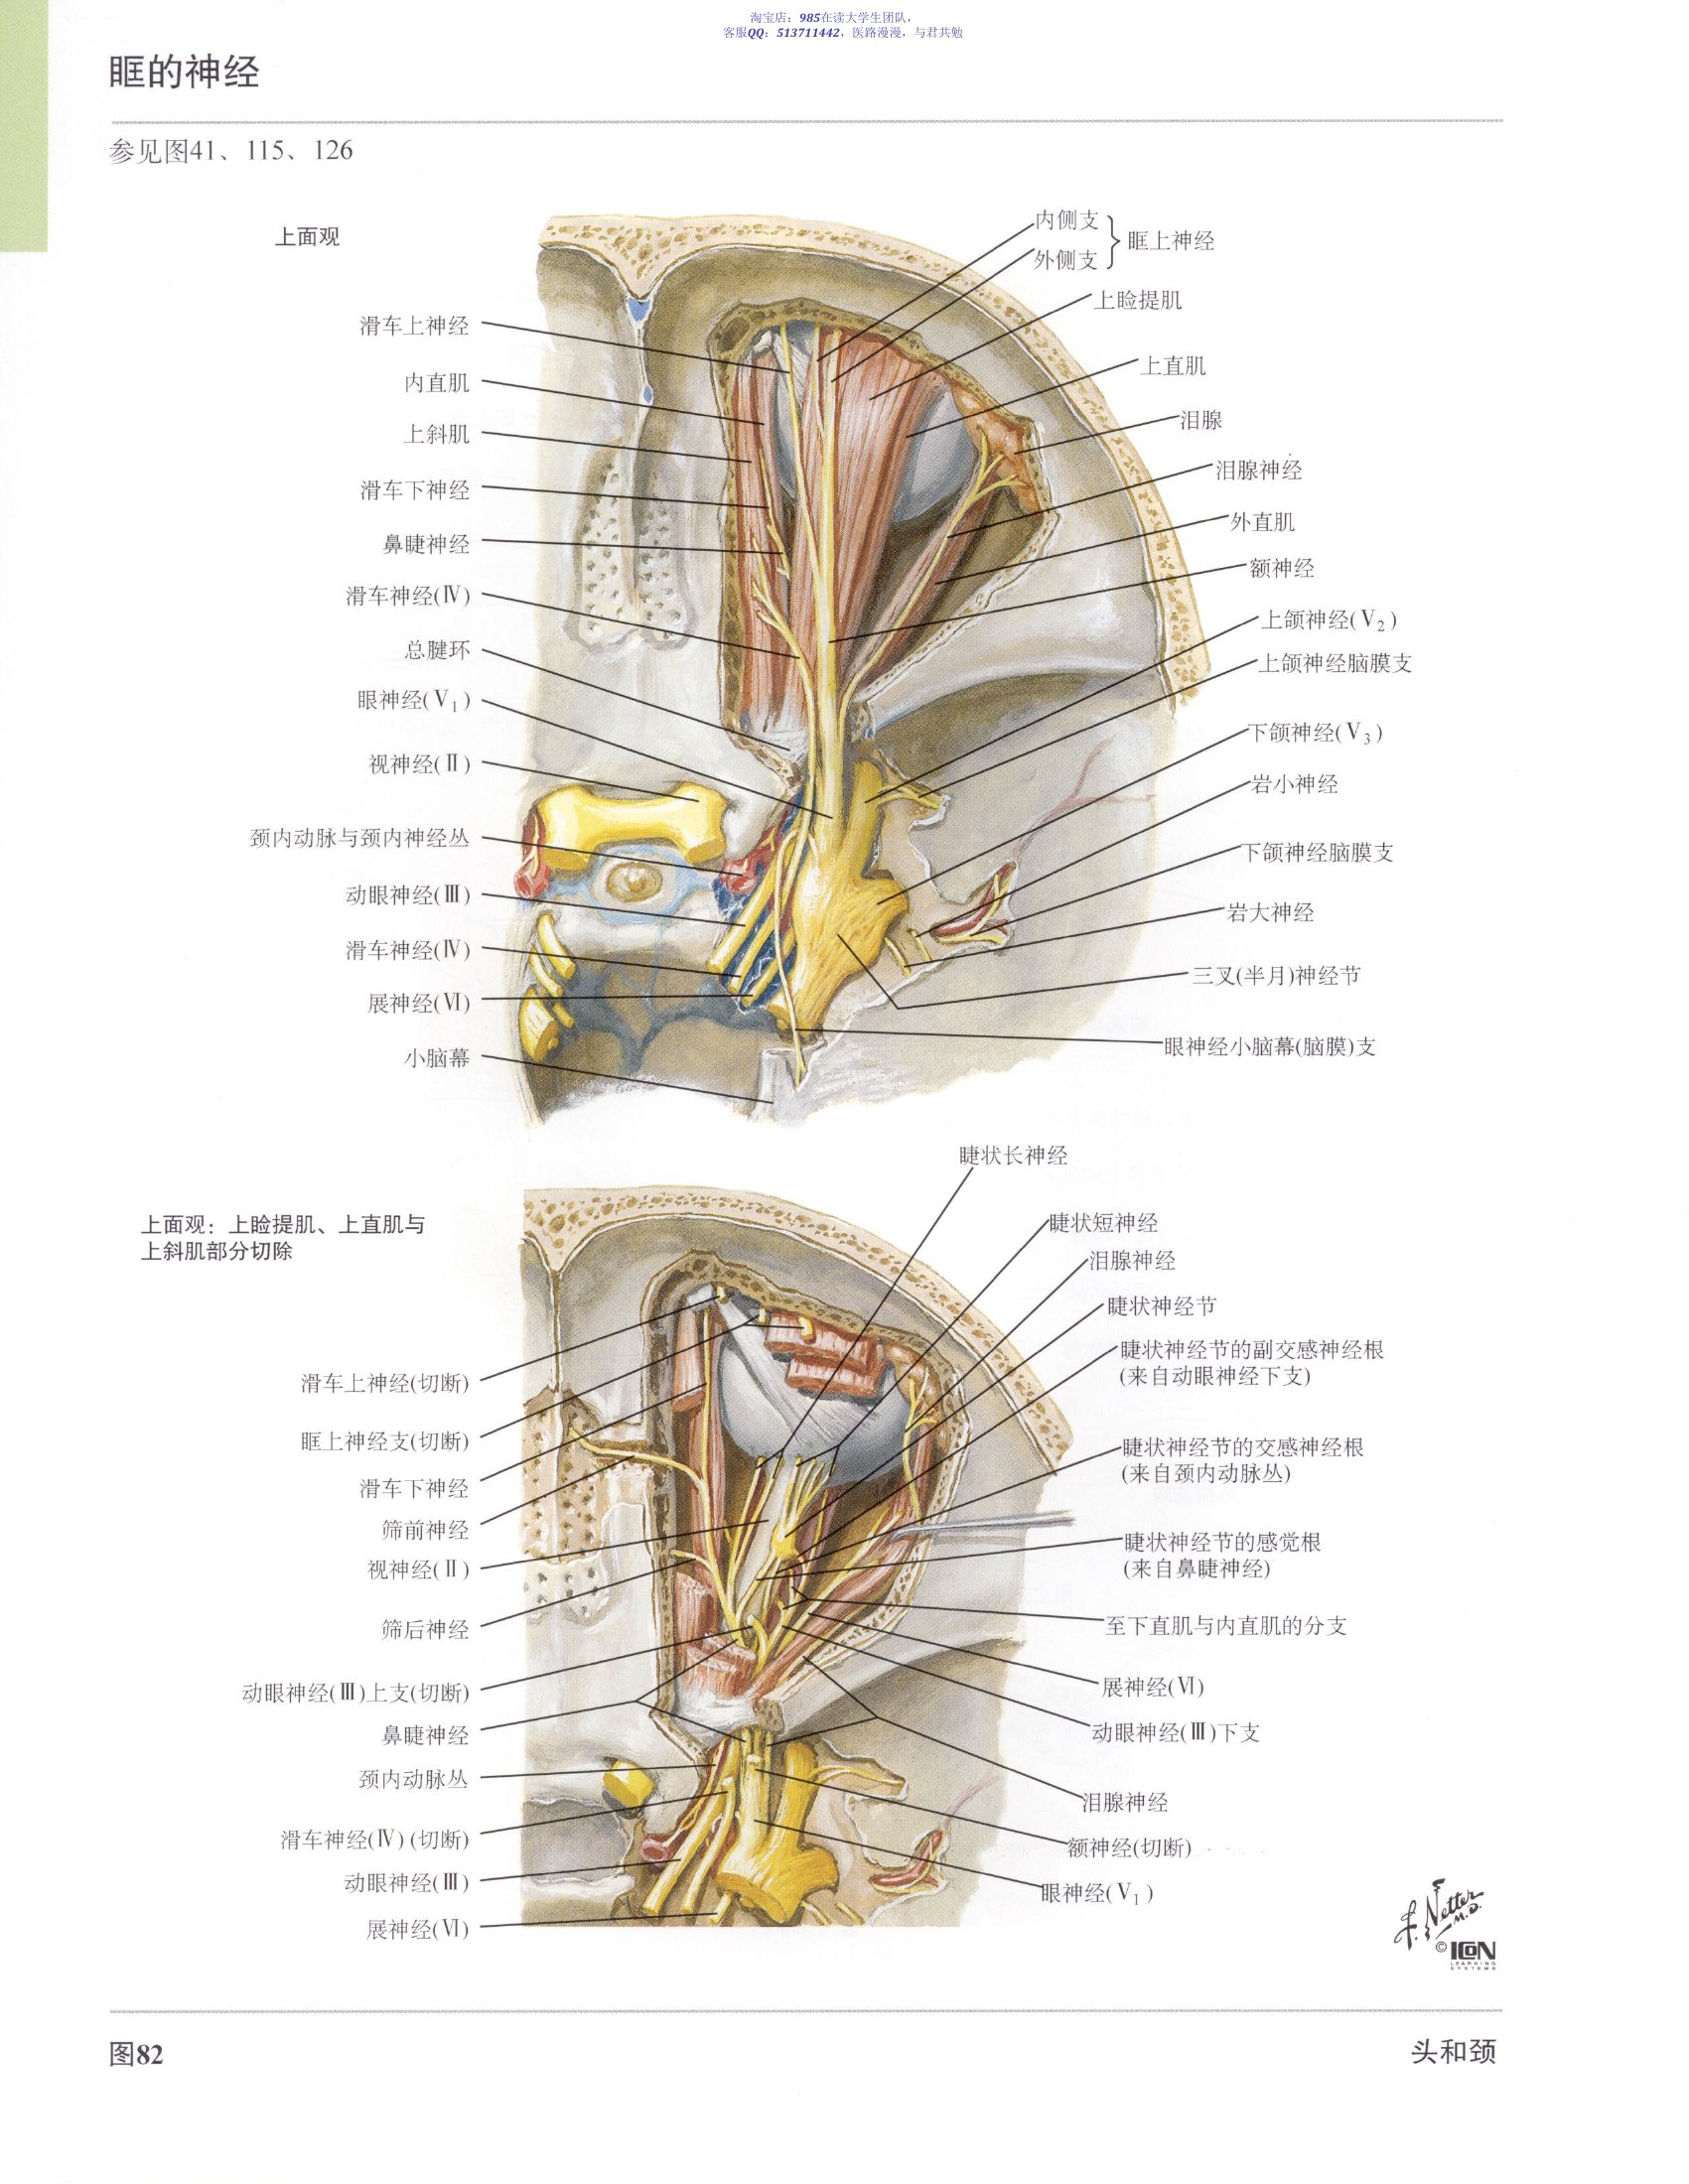 淘宝店：985在读大学生团队，
客服QQ：513711442，医路漫漫，与君共勉
眶的神经
参见图41、115、126
上面观
内侧支
外侧支
眶上神经
上睑提肌
上直肌
泪腺
泪腺神经
外直肌
额神经
上颌神经(V2)
上颌神经脑膜支
下颌神经(V3)
岩小神经
下颌神经脑膜支
岩大神经
三叉(半月)神经节
眼神经小脑幕(脑膜)支
滑车上神经
内直肌
上斜肌
滑车下神经
鼻睫神经
滑车神经(Ⅳ)
总腱环
眼神经(V1)
视神经(Ⅱ)
颈内动脉与颈内神经丛
动眼神经(Ⅲ)
滑车神经(Ⅳ)
展神经(Ⅵ)
小脑幕
上面观：上睑提肌、上直肌与
上斜肌部分切除
睫状长神经
睫状短神经
泪腺神经
睫状神经节
睫状神经节的副交感神经根
(来自动眼神经下支)
睫状神经节的交感神经根
(来自颈内动脉丛)
睫状神经节的感觉根
(来自鼻睫神经)
至下直肌与内直肌的分支
展神经(Ⅵ)
动眼神经(Ⅲ)下支
泪腺神经
额神经(切断)
眼神经(V1)
滑车上神经(切断)
眶上神经支(切断)
滑车下神经
筛前神经
视神经(Ⅱ)
筛后神经
动眼神经(Ⅲ)上支(切断)
鼻睫神经
颈内动脉丛
滑车神经(Ⅳ)(切断)
动眼神经(Ⅲ)
展神经(Ⅵ)
F. Netter
M.D.
© ICON
LEARNING
SYSTEMS
图82
头和颈